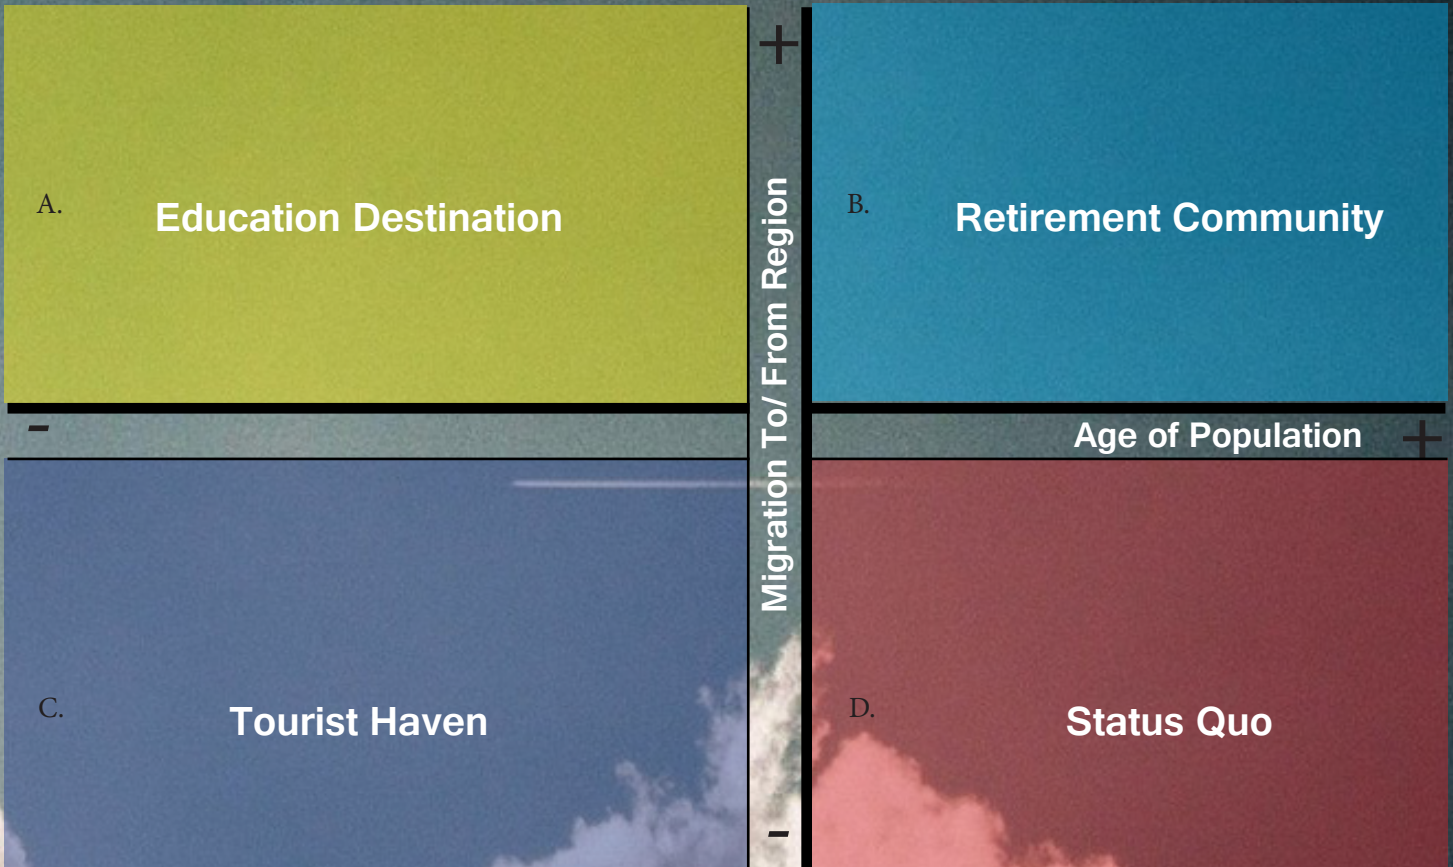 +
A.
Education Destination
B.
Retirement Community
Migration To/ From Region
-
Age of Population
+
C.
Tourist Haven
D.
Status Quo
-